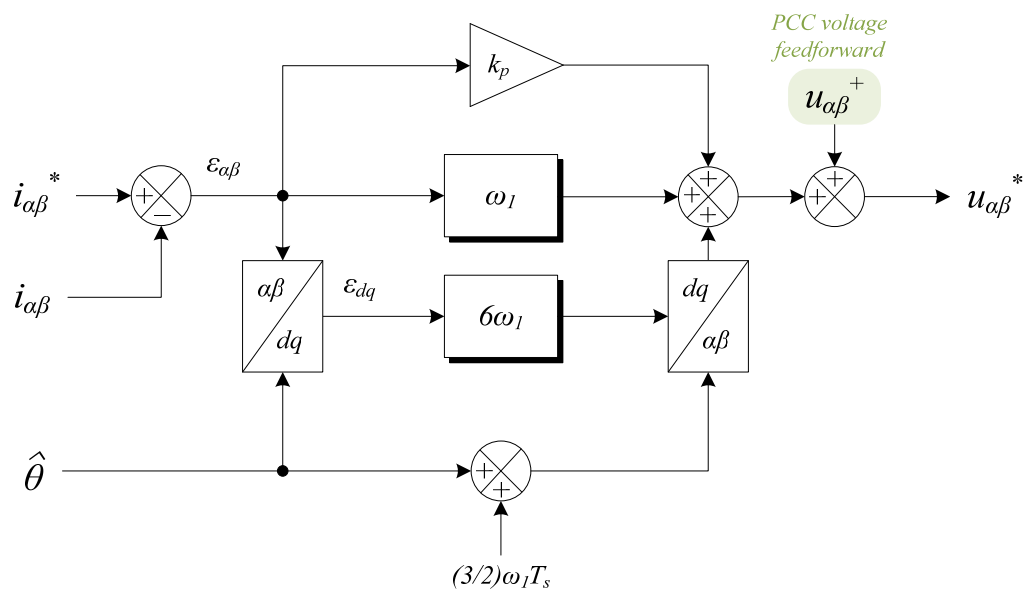 PCC voltage
feedforward
k_p
u_αβ^+
ε_αβ
i_αβ^*
+
−
ω_1
+
+
+
+
+
u_αβ^*
i_αβ
αβ
dq
ε_dq
6ω_1
dq
αβ
θ̂
+
+
(3/2)ω_1T_s